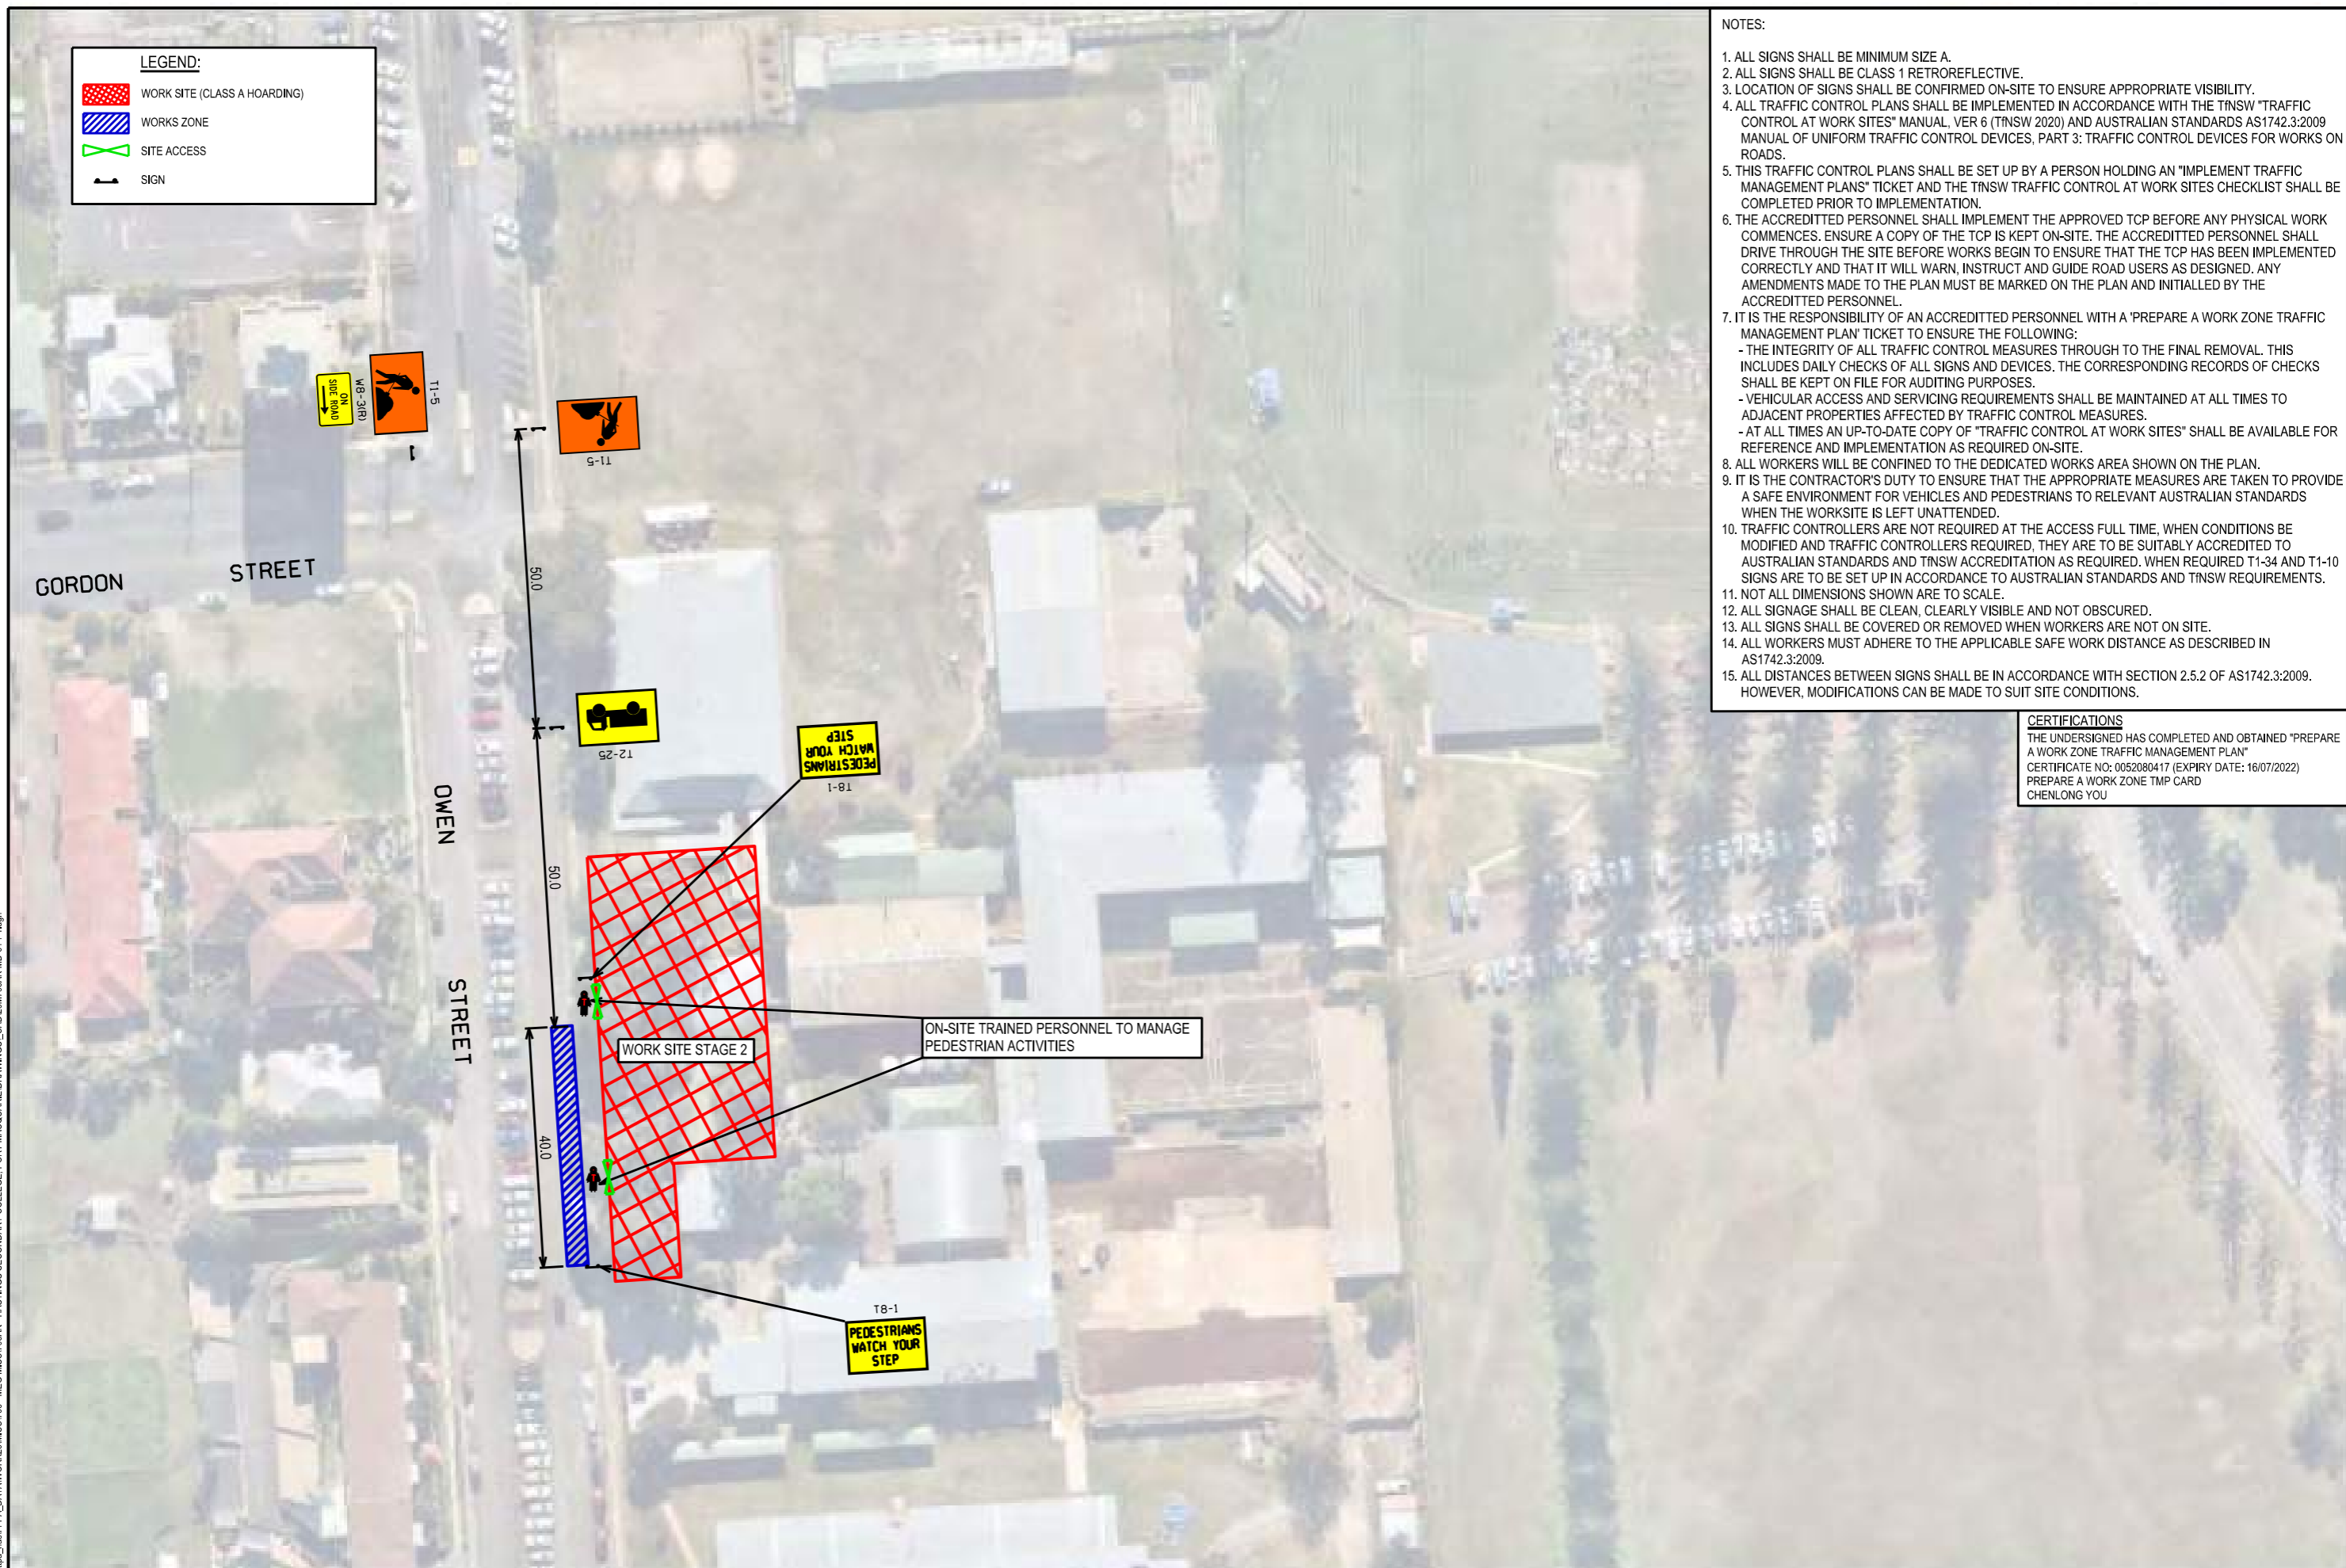 LEGEND:
WORK SITE (CLASS A HOARDING)
WORKS ZONE
SITE ACCESS
SIGN
NOTES:
1. ALL SIGNS SHALL BE MINIMUM SIZE A.
2. ALL SIGNS SHALL BE CLASS 1 RETROREFLECTIVE.
3. LOCATION OF SIGNS SHALL BE CONFIRMED ON-SITE TO ENSURE APPROPRIATE VISIBILITY.
4. ALL TRAFFIC CONTROL PLANS SHALL BE IMPLEMENTED IN ACCORDANCE WITH THE TfNSW "TRAFFIC
CONTROL AT WORK SITES" MANUAL, VER 6 (TfNSW 2020) AND AUSTRALIAN STANDARDS AS1742.3:2009
MANUAL OF UNIFORM TRAFFIC CONTROL DEVICES, PART 3: TRAFFIC CONTROL DEVICES FOR WORKS ON
ROADS.
5. THIS TRAFFIC CONTROL PLANS SHALL BE SET UP BY A PERSON HOLDING AN "IMPLEMENT TRAFFIC
MANAGEMENT PLANS" TICKET AND THE TfNSW TRAFFIC CONTROL AT WORK SITES CHECKLIST SHALL BE
COMPLETED PRIOR TO IMPLEMENTATION.
6. THE ACCREDITTED PERSONNEL SHALL IMPLEMENT THE APPROVED TCP BEFORE ANY PHYSICAL WORK
COMMENCES. ENSURE A COPY OF THE TCP IS KEPT ON-SITE. THE ACCREDITTED PERSONNEL SHALL
DRIVE THROUGH THE SITE BEFORE WORKS BEGIN TO ENSURE THAT THE TCP HAS BEEN IMPLEMENTED
CORRECTLY AND THAT IT WILL WARN, INSTRUCT AND GUIDE ROAD USERS AS DESIGNED. ANY
AMENDMENTS MADE TO THE PLAN MUST BE MARKED ON THE PLAN AND INITIALLED BY THE
ACCREDITTED PERSONNEL.
7. IT IS THE RESPONSIBILITY OF AN ACCREDITTED PERSONNEL WITH A 'PREPARE A WORK ZONE TRAFFIC
MANAGEMENT PLAN' TICKET TO ENSURE THE FOLLOWING:
- THE INTEGRITY OF ALL TRAFFIC CONTROL MEASURES THROUGH TO THE FINAL REMOVAL. THIS
INCLUDES DAILY CHECKS OF ALL SIGNS AND DEVICES. THE CORRESPONDING RECORDS OF CHECKS
SHALL BE KEPT ON FILE FOR AUDITING PURPOSES.
- VEHICULAR ACCESS AND SERVICING REQUIREMENTS SHALL BE MAINTAINED AT ALL TIMES TO
ADJACENT PROPERTIES AFFECTED BY TRAFFIC CONTROL MEASURES.
- AT ALL TIMES AN UP-TO-DATE COPY OF "TRAFFIC CONTROL AT WORK SITES" SHALL BE AVAILABLE FOR
REFERENCE AND IMPLEMENTATION AS REQUIRED ON-SITE.
8. ALL WORKERS WILL BE CONFINED TO THE DEDICATED WORKS AREA SHOWN ON THE PLAN.
9. IT IS THE CONTRACTOR'S DUTY TO ENSURE THAT THE APPROPRIATE MEASURES ARE TAKEN TO PROVIDE
A SAFE ENVIRONMENT FOR VEHICLES AND PEDESTRIANS TO RELEVANT AUSTRALIAN STANDARDS
WHEN THE WORKSITE IS LEFT UNATTENDED.
10. TRAFFIC CONTROLLERS ARE NOT REQUIRED AT THE ACCESS FULL TIME, WHEN CONDITIONS BE
MODIFIED AND TRAFFIC CONTROLLERS REQUIRED, THEY ARE TO BE SUITABLY ACCREDITED TO
AUSTRALIAN STANDARDS AND TfNSW ACCREDITATION AS REQUIRED. WHEN REQUIRED T1-34 AND T1-10
SIGNS ARE TO BE SET UP IN ACCORDANCE TO AUSTRALIAN STANDARDS AND TfNSW REQUIREMENTS.
11. NOT ALL DIMENSIONS SHOWN ARE TO SCALE.
12. ALL SIGNAGE SHALL BE CLEAN, CLEARLY VISIBLE AND NOT OBSCURED.
13. ALL SIGNS SHALL BE COVERED OR REMOVED WHEN WORKERS ARE NOT ON SITE.
14. ALL WORKERS MUST ADHERE TO THE APPLICABLE SAFE WORK DISTANCE AS DESCRIBED IN
AS1742.3:2009.
15. ALL DISTANCES BETWEEN SIGNS SHALL BE IN ACCORDANCE WITH SECTION 2.5.2 OF AS1742.3:2009.
HOWEVER, MODIFICATIONS CAN BE MADE TO SUIT SITE CONDITIONS.
CERTIFICATIONS
THE UNDERSIGNED HAS COMPLETED AND OBTAINED "PREPARE
A WORK ZONE TRAFFIC MANAGEMENT PLAN"
CERTIFICATE NO: 0052080417 (EXPIRY DATE: 16/07/2022)
PREPARE A WORK ZONE TMP CARD
CHENLONG YOU
T1-5
W8-3(R)
ON
SIDE ROAD
T1-5
50.0
GORDON STREET
T2-25
PEDESTRIANS
WATCH YOUR
STEP
T8-1
OWEN STREET
50.0
ON-SITE TRAINED PERSONNEL TO MANAGE
PEDESTRIAN ACTIVITIES
WORK SITE STAGE 2
40.0
T8-1
PEDESTRIANS
WATCH YOUR
STEP